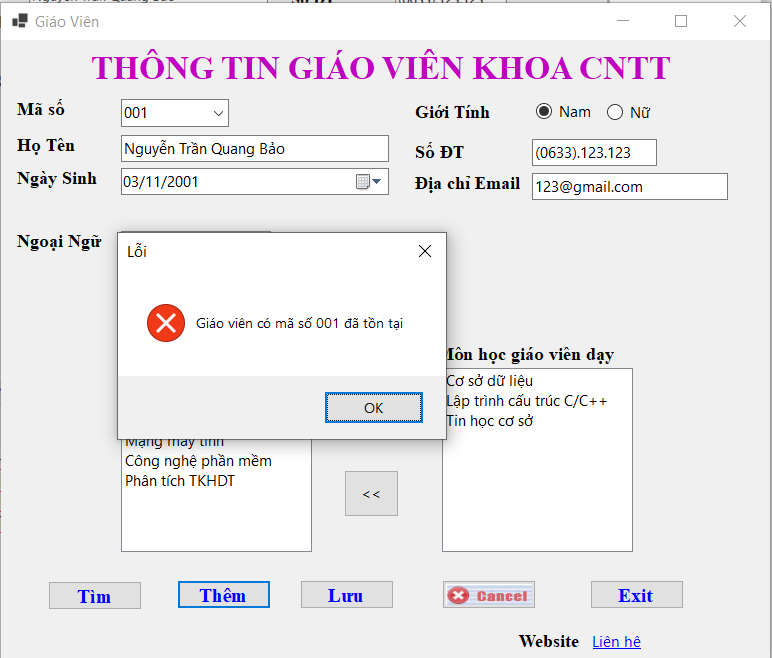 Giáo Viên
THÔNG TIN GIÁO VIÊN KHOA CNTT
Mã số 001 Giới Tính Nam Nữ
Họ Tên Nguyễn Trần Quang Bảo
Số ĐT (0633).123.123
Ngày Sinh 03/11/2001
Địa chỉ Email 123@gmail.com
Ngoại Ngữ
Lỗi
Giáo viên có mã số 001 đã tồn tại
OK
Môn học giáo viên dạy
Cơ sở dữ liệu
Lập trình cấu trúc C/C++
Tin học cơ sở
Mạng máy tính
Công nghệ phần mềm
Phân tích TKHDT
<<
Tìm Thêm Lưu Cancel Exit
Website Liên hệ